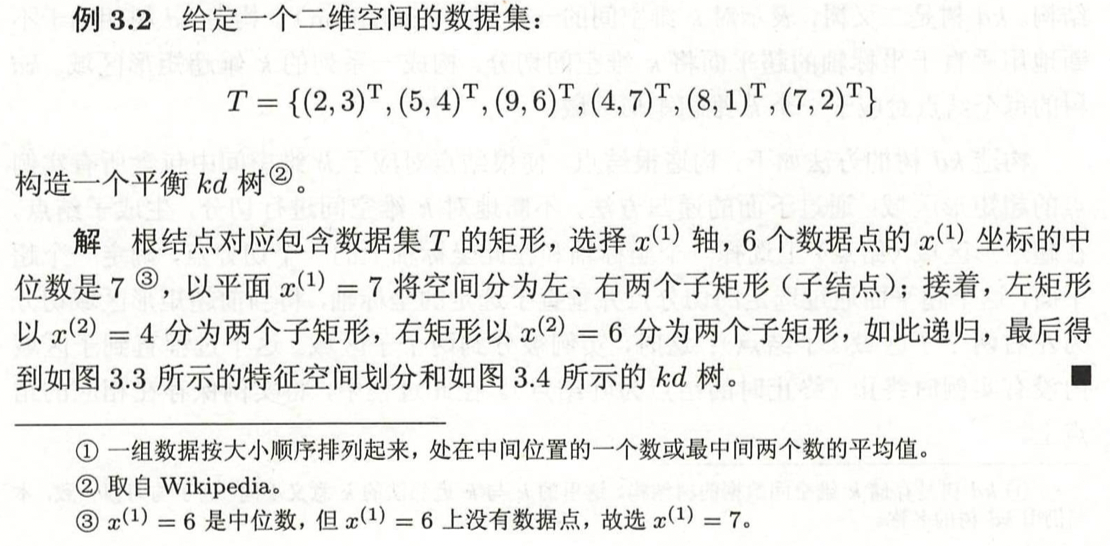 例 3.2 给定一个二维空间的数据集：
T = {(2,3)^T, (5,4)^T, (9,6)^T, (4,7)^T, (8,1)^T, (7,2)^T}
构造一个平衡 kd 树②。
解 根结点对应包含数据集 T 的矩形，选择 x^(1) 轴，6 个数据点的 x^(1) 坐标的中
位数是 7 ③，以平面 x^(1) = 7 将空间分为左、右两个子矩形（子结点）；接着，左矩形
以 x^(2) = 4 分为两个子矩形，右矩形以 x^(2) = 6 分为两个子矩形，如此递归，最后得
到如图 3.3 所示的特征空间划分和如图 3.4 所示的 kd 树。 ■
① 一组数据按大小顺序排列起来，处在中间位置的一个数或最中间两个数的平均值。
② 取自 Wikipedia。
③ x^(1) = 6 是中位数，但 x^(1) = 6 上没有数据点，故选 x^(1) = 7。